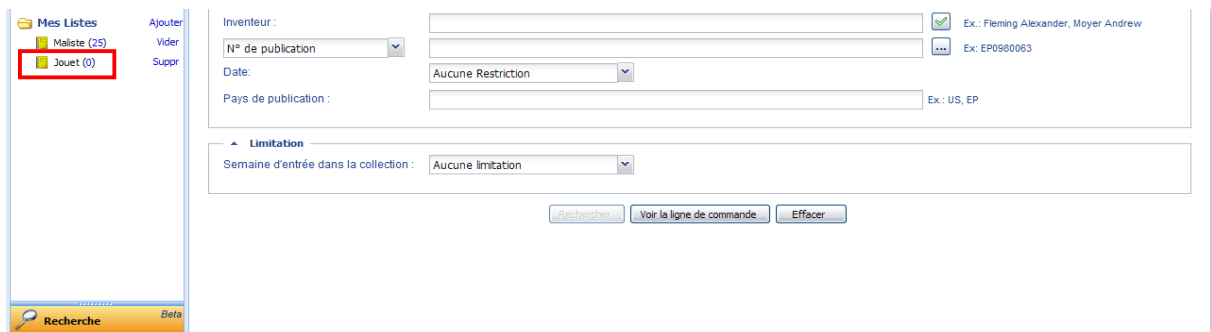 Mes Listes Ajouter
Maliste (25) Vider
Jouet (0) Suppr
Inventeur : Ex.: Fleming Alexander, Moyer Andrew
N° de publication ... Ex: EP0980063
Date: Aucune Restriction
Pays de publication : Ex.: US, EP
Limitation
Semaine d'entrée dans la collection : Aucune limitation
Rechercher Voir la ligne de commande Effacer
Recherche Beta